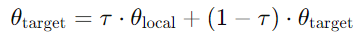 θ_target = τ · θ_local + (1 − τ) · θ_target